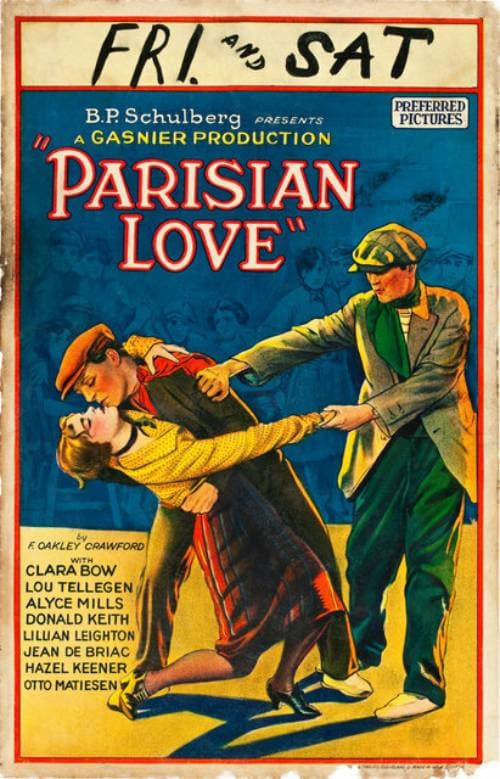 FRI. AND SAT
B.P. Schulberg PRESENTS
PREFERRED
PICTURES
A GASNIER PRODUCTION
"PARISIAN
LOVE"
by
F. OAKLEY CRAWFORD
WITH
CLARA BOW
LOU TELLEGEN
ALYCE MILLS
DONALD KEITH
LILLIAN LEIGHTON
JEAN DE BRIAC
HAZEL KEENER
OTTO MATIESEN